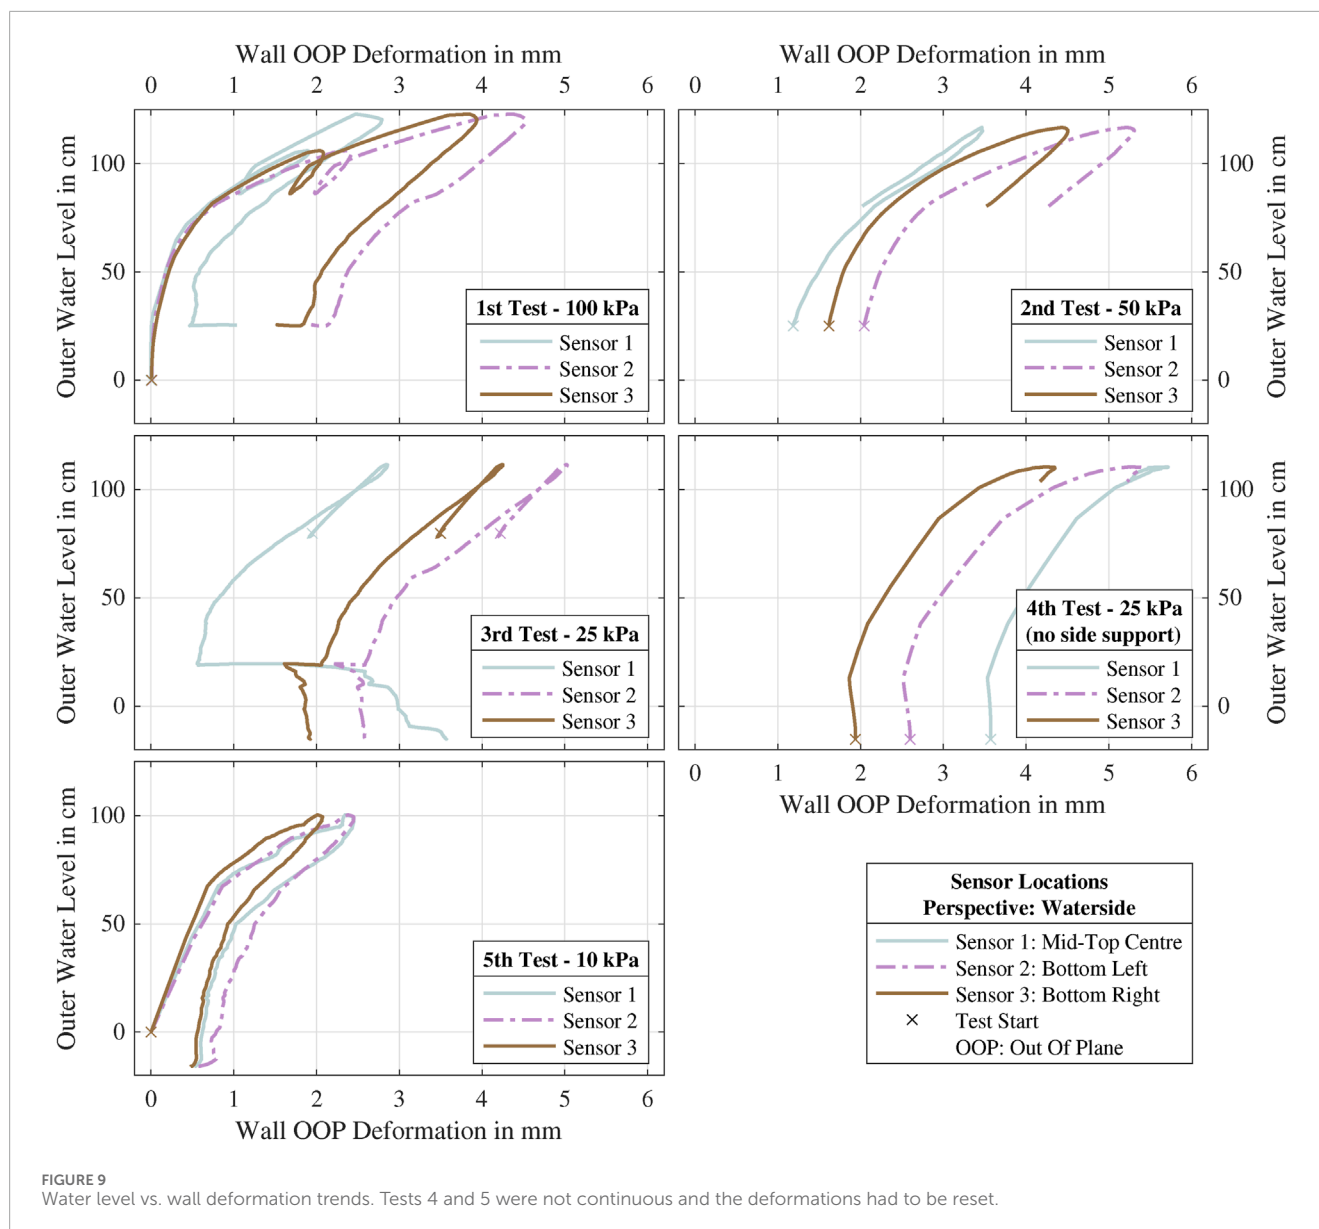 Wall OOP Deformation in mm
0 1 2 3 4 5 6
Outer Water Level in cm
100
50
0
1st Test - 100 kPa
Sensor 1
Sensor 2
Sensor 3
Wall OOP Deformation in mm
0 1 2 3 4 5 6
100
50
0
Outer Water Level in cm
2nd Test - 50 kPa
Sensor 1
Sensor 2
Sensor 3
Outer Water Level in cm
100
50
0
3rd Test - 25 kPa
Sensor 1
Sensor 2
Sensor 3
100
50
0
Outer Water Level in cm
4th Test - 25 kPa
(no side support)
Sensor 1
Sensor 2
Sensor 3
0 1 2 3 4 5 6
Wall OOP Deformation in mm
Outer Water Level in cm
100
50
0
5th Test - 10 kPa
Sensor 1
Sensor 2
Sensor 3
0 1 2 3 4 5 6
Wall OOP Deformation in mm
Sensor Locations
Perspective: Waterside
Sensor 1: Mid-Top Centre
Sensor 2: Bottom Left
Sensor 3: Bottom Right
× Test Start
OOP: Out Of Plane
FIGURE 9
Water level vs. wall deformation trends. Tests 4 and 5 were not continuous and the deformations had to be reset.